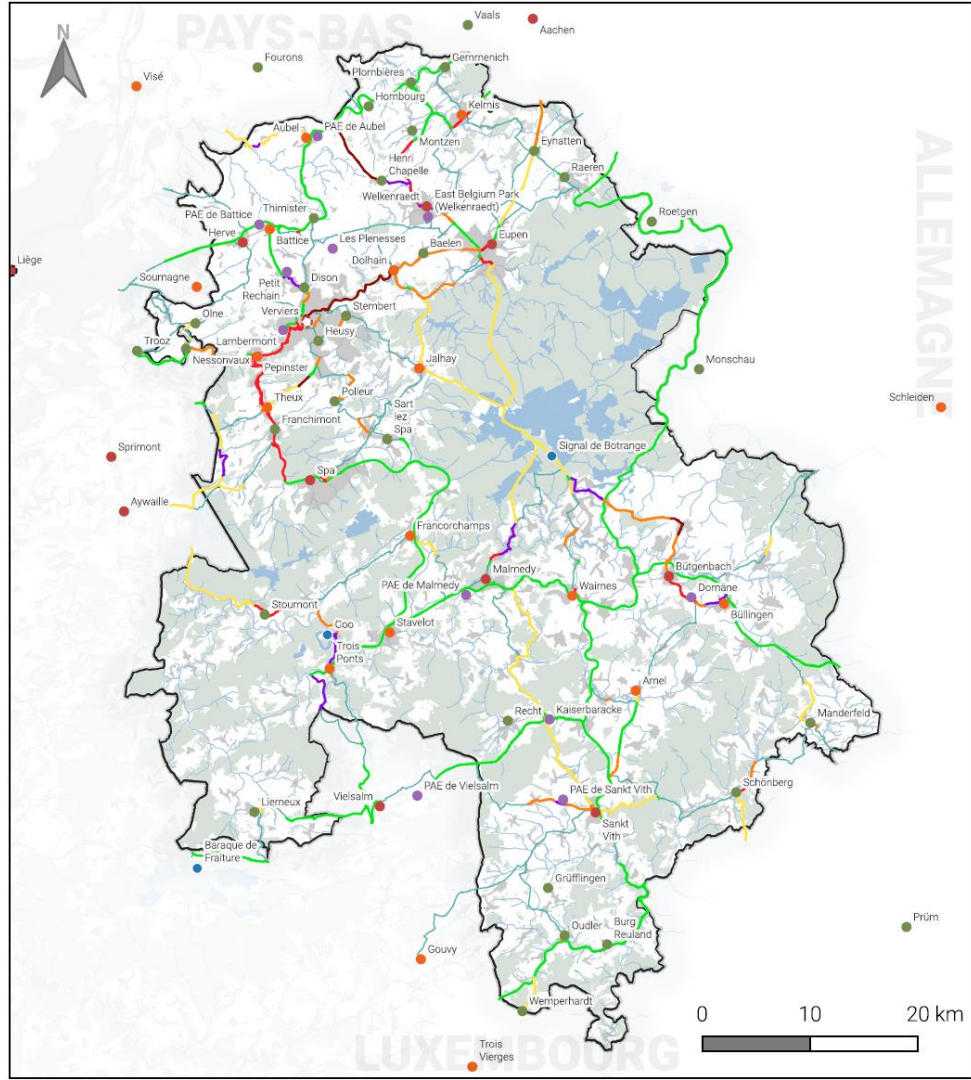 PAYS-BAS
Vaals
Aachen
N
Fourons
Gemmenich
Plombières
Visé
Hombourg
Kelmis
Aubel
PAE de Aubel
Montzen
Eynatten
ALLEMAGNE
Henri
Chapelle
Raeren
Welkenraedt
East Belgium Park
(Welkenraedt)
PAE de Battice
Thimister
Roetgen
Herve
Battice
Les Plenesses
Baelen
Eupen
Liège
Dolhain
Soumagne
Petit
Rechain
Dison
Olne
Verviers
Stembert
Trooz
Lambermont
Heusy
Nessonvaux
Pepinster
Jalhay
Monschau
Theux
Polleur
Schleiden
Franchimont
Sart
lez
Spa
Sprimont
Signal de Botrange
Spa
Aywaille
Francorchamps
Malmedy
Bütgenbach
PAE de Malmedy
Waimes
Domäne
Stoumont
Büllingen
Coo
Stavelot
Trois
Ponts
Amel
Recht
Kaiserbaracke
Manderfeld
PAE de Vielsalm
PAE de Sankt Vith
Schönberg
Lierneux
Vielsalm
Sankt
Vith
Baraque de
Fraiture
Grüfflingen
Oudler
Burg
Reuland
Prüm
Gouvy
Wemperhardt
0 10 20 km
Trois
Vierges
LUXEMBOURG